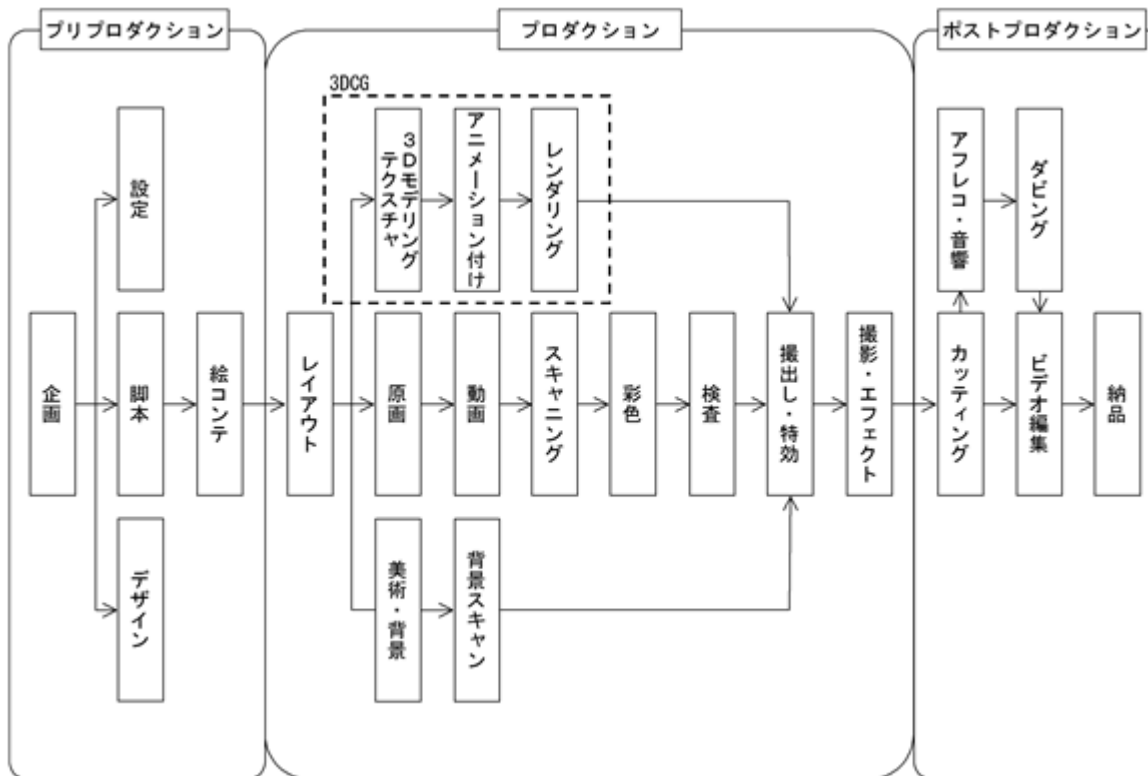 プリプロダクション
プロダクション
ポストプロダクション
企画
設定
脚本
デザイン
絵コンテ
レイアウト
3DCG
3Dモデリング
テクスチャ
アニメーション付け
レンダリング
原画
動画
スキャニング
彩色
検査
撮出し・特効
撮影・エフェクト
美術・背景
背景スキャン
アフレコ・音響
ダビング
カッティング
ビデオ編集
納品